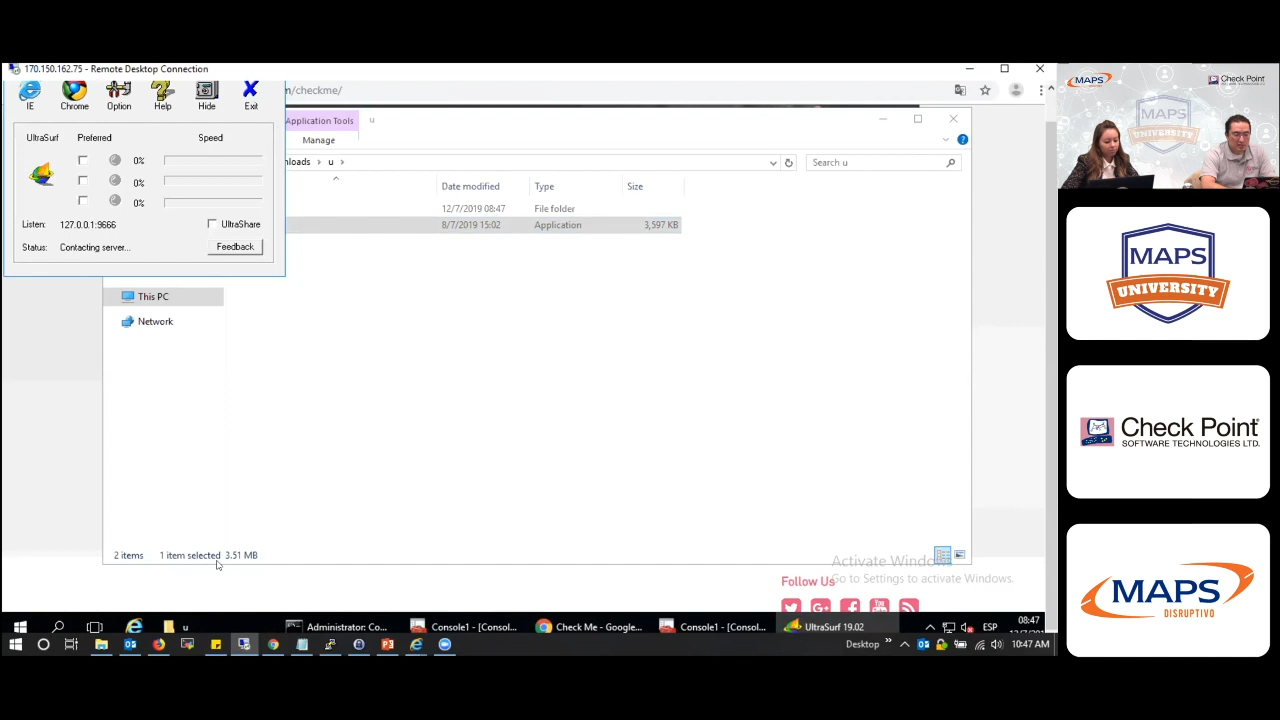 170.150.162.75 - Remote Desktop Connection
/checkme/
IE Chrome Option Help Hide Exit
UltraSurf Preferred Speed
0%
0%
0%
Listen: 127.0.0.1:9666 UltraShare
Status: Contacting server... Feedback
Application Tools u
Manage
nloads > u > Search u
Date modified Type Size
12/7/2019 08:47 File folder
8/7/2019 15:02 Application 3,597 KB
This PC
Network
2 items 1 item selected 3.51 MB
Activate Windows
Go to Settings to activate Windows.
Follow Us
u Administrator: Co... Console1 - [Consol... Check Me - Google... Console1 - [Consol... UltraSurf 19.02 ESP 08:47
Desktop 10:47 AM
MAPS Check Point
MAPS
UNIVERSITY
MAPS
UNIVERSITY
Check Point
SOFTWARE TECHNOLOGIES LTD.
MAPS
DISRUPTIVO